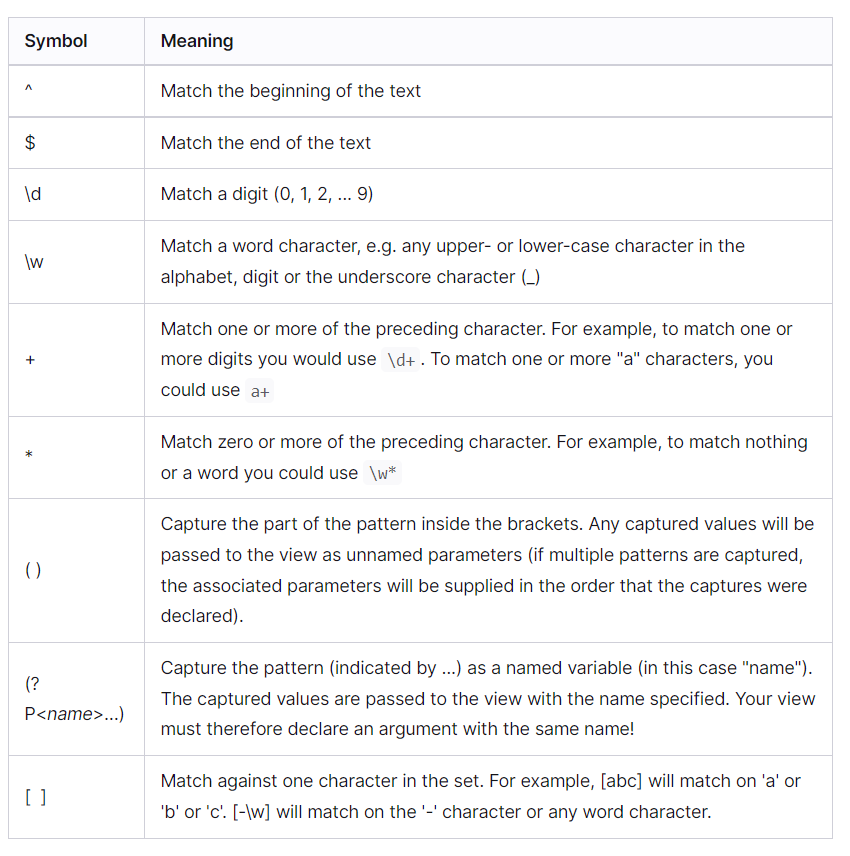 Symbol Meaning
^ Match the beginning of the text
$ Match the end of the text
\d Match a digit (0, 1, 2, ... 9)
\w Match a word character, e.g. any upper- or lower-case character in the
alphabet, digit or the underscore character (_)
+ Match one or more of the preceding character. For example, to match one or
more digits you would use \d+ . To match one or more "a" characters, you
could use a+
* Match zero or more of the preceding character. For example, to match nothing
or a word you could use \w*
( ) Capture the part of the pattern inside the brackets. Any captured values will be
passed to the view as unnamed parameters (if multiple patterns are captured,
the associated parameters will be supplied in the order that the captures were
declared).
(?
P<name>...)
Capture the pattern (indicated by ...) as a named variable (in this case "name").
The captured values are passed to the view with the name specified. Your view
must therefore declare an argument with the same name!
[ ] Match against one character in the set. For example, [abc] will match on 'a' or
'b' or 'c'. [-\w] will match on the '-' character or any word character.